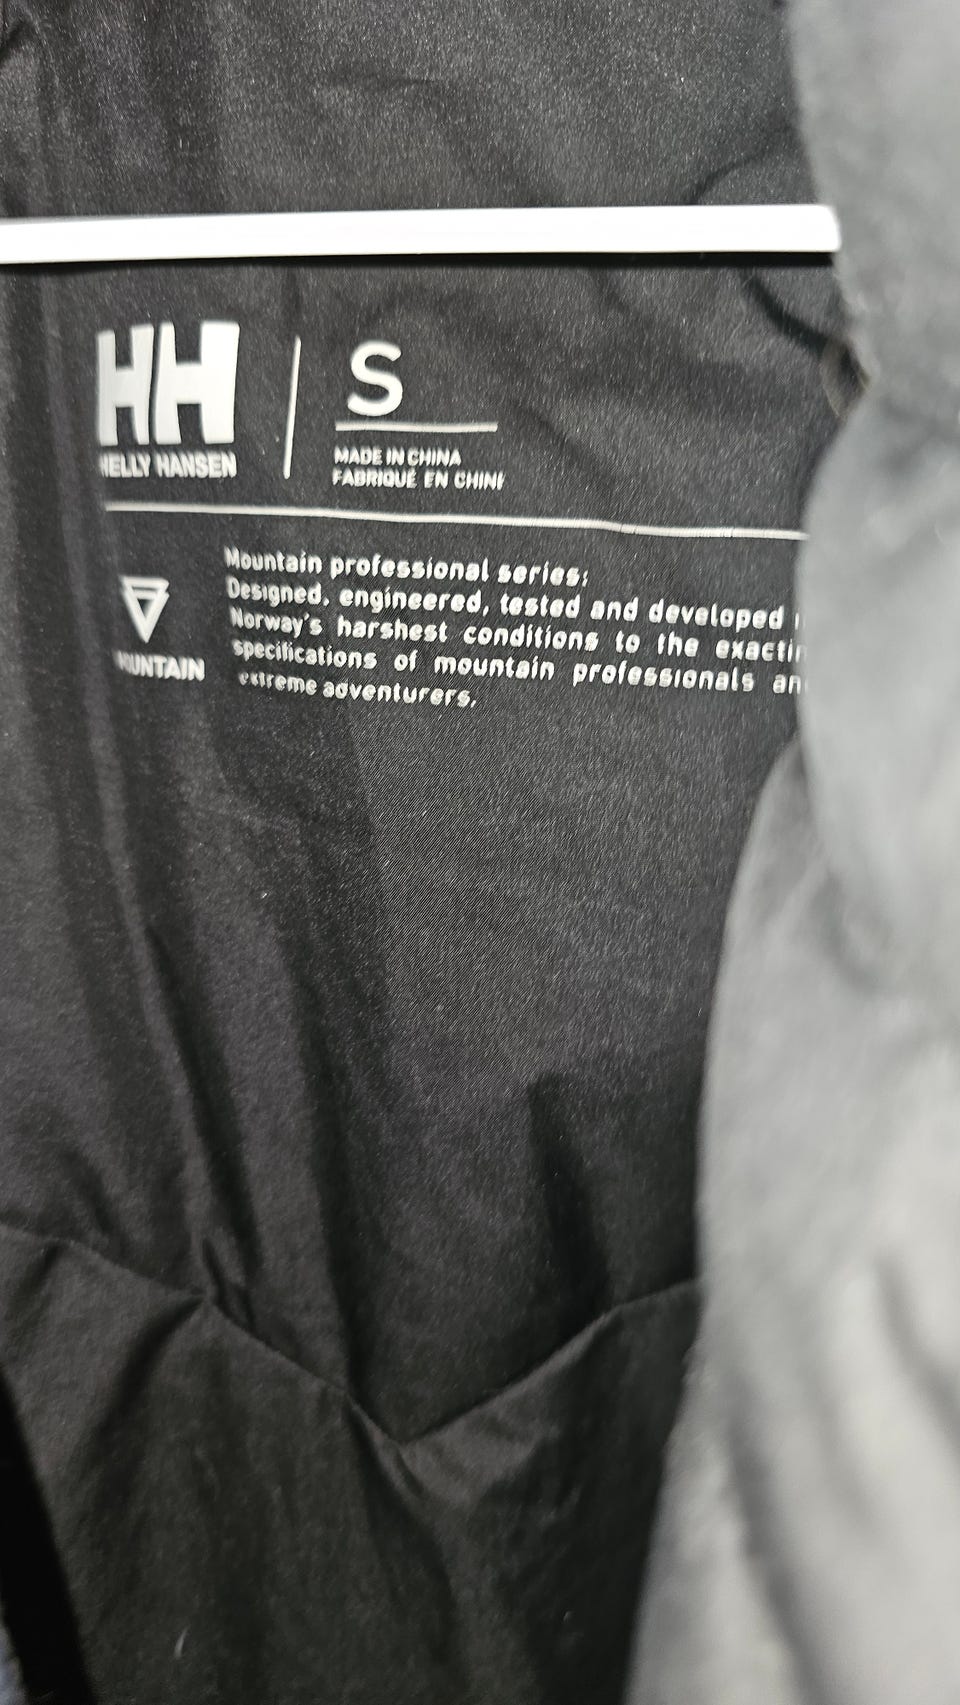 HH | S
HELLY HANSEN
MADE IN CHINA
FABRIQUÉ EN CHINE
Mountain professional series:
Designed, engineered, tested and developed
Norway's harshest conditions to the
specifications of mountain professionals
extreme adventurers.
MOUNTAIN